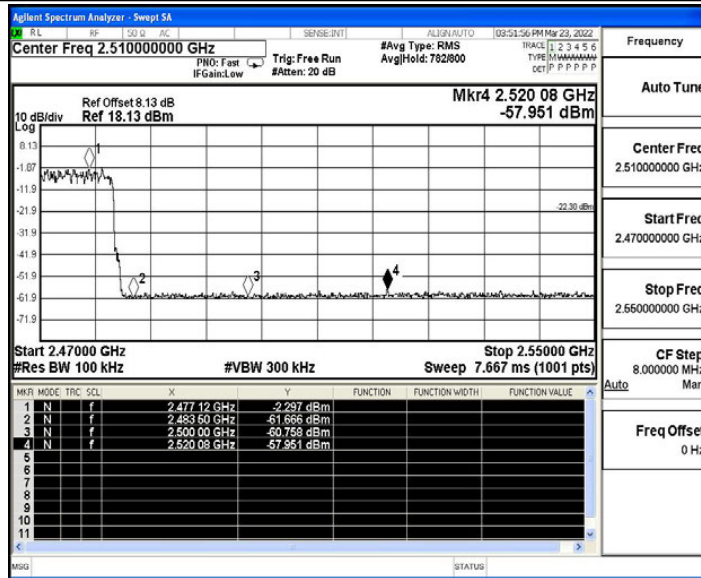 Agilent Spectrum Analyzer - Swept SA
RL RF 50 Ω AC SENSE:INT ALIGNAUTO 03:51:56 PM Mar 23, 2022
Center Freq 2.510000000 GHz
PNO: Fast
IFGain:Low
Trig: Free Run
#Atten: 20 dB
#Avg Type: RMS
Avg|Hold: 782/800
TRACE 1 2 3 4 5 6
TYPE MWWWWW
DET P P P P P P
Ref Offset 8.13 dB
Ref 18.13 dBm
10 dB/div
Log
Mkr4 2.520 08 GHz
-57.951 dBm
8.13
-1.87
-11.9
-21.9
-31.9
-41.9
-51.9
-61.9
-71.9
1
2
3
4
-22.30 dBm
Start 2.47000 GHz Stop 2.55000 GHz
#Res BW 100 kHz #VBW 300 kHz Sweep 7.667 ms (1001 pts)
MKR MODE TRC SCL X Y FUNCTION FUNCTION WIDTH FUNCTION VALUE
1 N f 2.477 12 GHz -2.297 dBm
2 N f 2.483 50 GHz -61.666 dBm
3 N f 2.500 00 GHz -60.758 dBm
4 N f 2.520 08 GHz -57.951 dBm
5
6
7
8
9
10
11
MSG STATUS
Frequency
Auto Tune
Center Freq
2.510000000 GHz
Start Freq
2.470000000 GHz
Stop Freq
2.550000000 GHz
CF Step
8.000000 MHz
Auto Man
Freq Offset
0 Hz